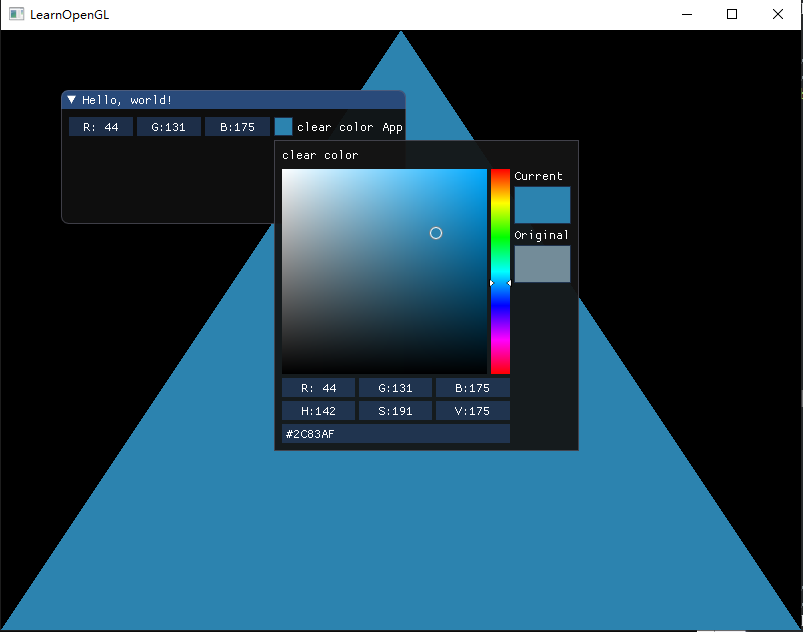 LearnOpenGL
Hello, world!
R: 44 G:131 B:175 clear color App
clear color
Current
Original
R: 44 G:131 B:175
H:142 S:191 V:175
#2C83AF